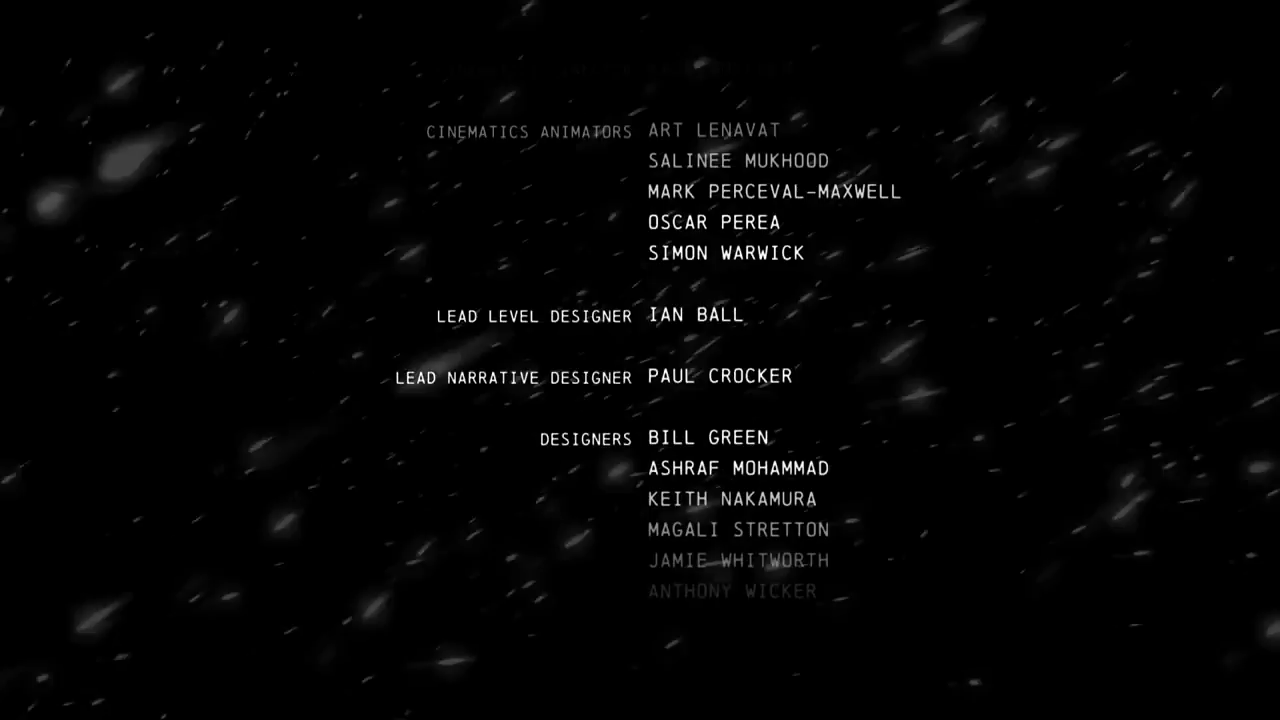 CINEMATICS ANIMATORS ART LENAVAT
SALINEE MUKHOOD
MARK PERCEVAL-MAXWELL
OSCAR PEREA
SIMON WARWICK
LEAD LEVEL DESIGNER IAN BALL
LEAD NARRATIVE DESIGNER PAUL CROCKER
DESIGNERS BILL GREEN
ASHRAF MOHAMMAD
KEITH NAKAMURA
MAGALI STRETTON
JAMIE WHITWORTH
ANTHONY WICKER